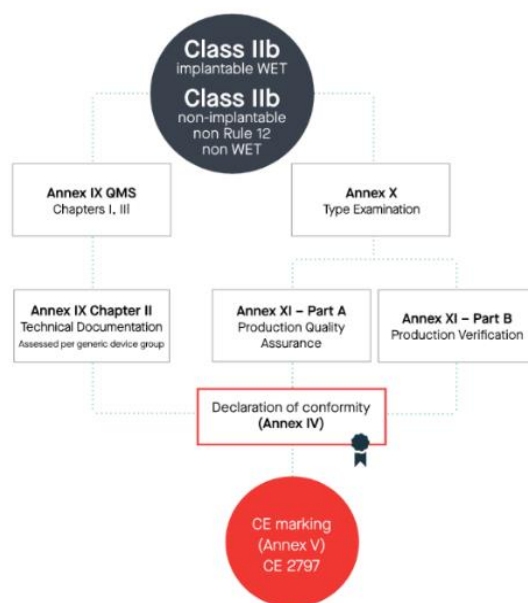 Class IIb
implantable WET
Class IIb
non-implantable
non Rule 12
non WET
Annex IX QMS
Chapters I, III
Annex X
Type Examination
Annex IX Chapter II
Technical Documentation
Assessed per generic device group
Annex XI – Part A
Production Quality
Assurance
Annex XI – Part B
Production Verification
Declaration of conformity
(Annex IV)
CE marking
(Annex V)
CE 2797